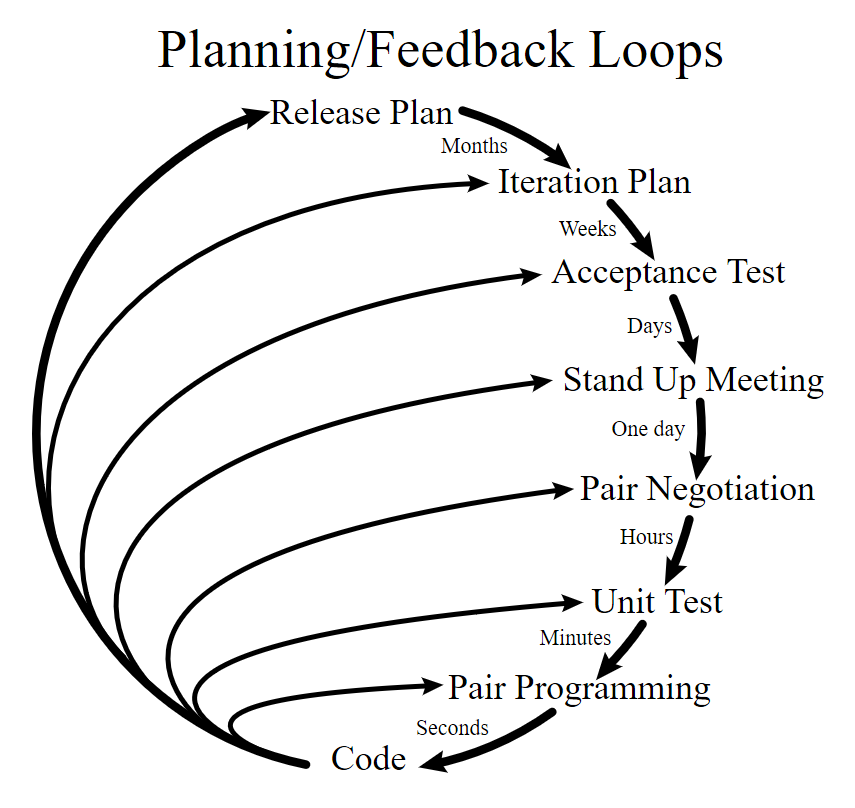 Planning/Feedback Loops
Release Plan
Months
Iteration Plan
Weeks
Acceptance Test
Days
Stand Up Meeting
One day
Pair Negotiation
Hours
Unit Test
Minutes
Pair Programming
Seconds
Code